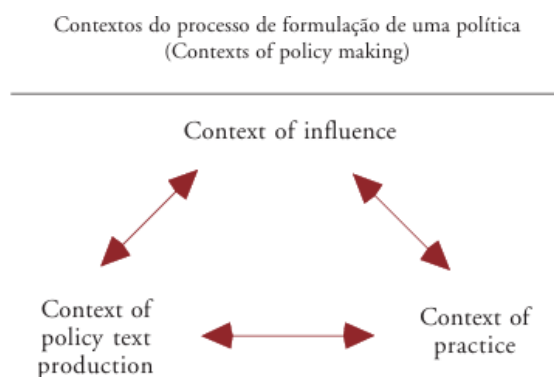 Contextos do processo de formulação de uma política
(Contexts of policy making)
Context of influence
Context of
policy text
production
Context of
practice